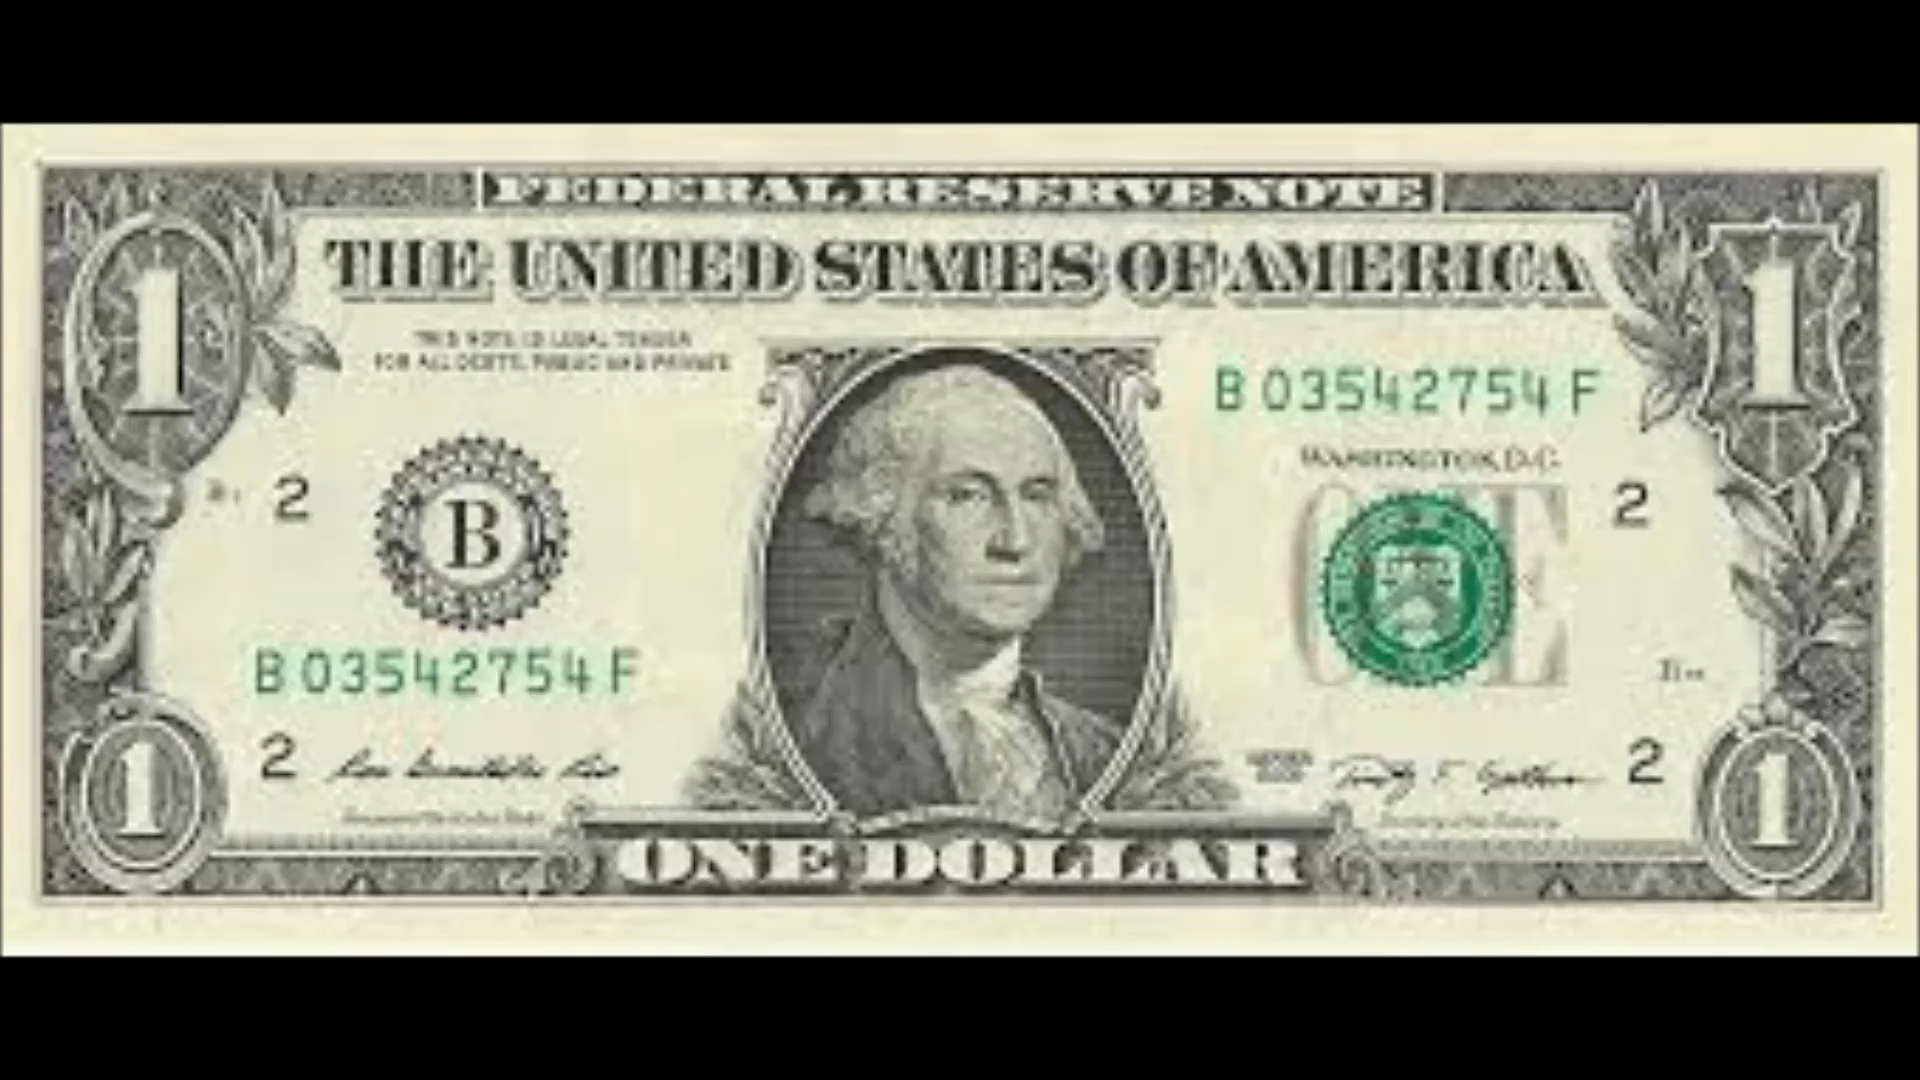 FEDERAL RESERVE NOTE
THE UNITED STATES OF AMERICA
1
1
THIS NOTE IS LEGAL TENDER
FOR ALL DEBTS, PUBLIC AND PRIVATE
B 03542754 F
WASHINGTON, D.C.
2
B
2
B 03542754 F
2
2
1
1
ONE DOLLAR